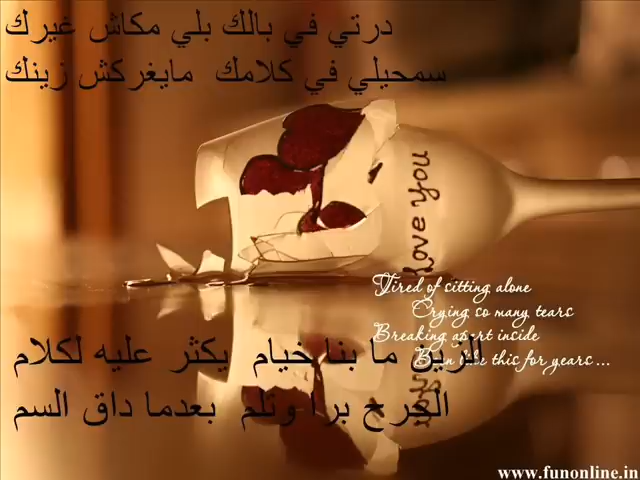 درتي في بالك بلي مكاش غيرك
سمحيلي في كلامك مايغركش زينك
Love You
Tired of sitting alone
Crying so many tears
Breaking apart inside
Been like this for years ...
الزين ما بنا خيام يكثر عليه لكلام
الجرح برا وتلم بعدما داق السم
www.funonline.in